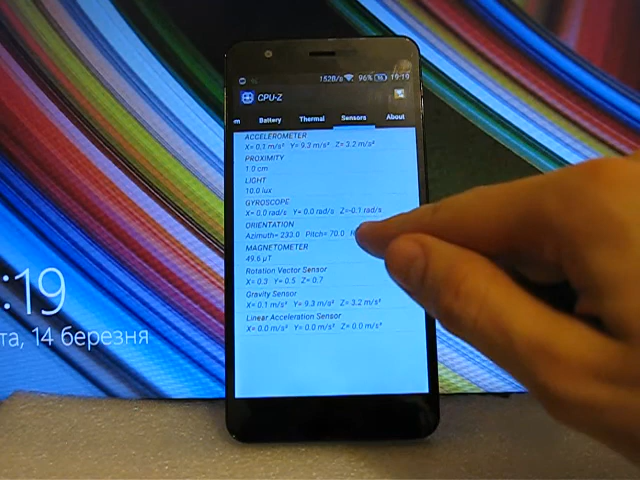 152B/s 96% 19:19
CPU-Z
m Battery Thermal Sensors About
ACCELEROMETER
X= 0.1 m/s² Y= 9.3 m/s² Z= 3.2 m/s²
PROXIMITY
1.0 cm
LIGHT
10.0 lux
GYROSCOPE
X= 0.0 rad/s Y= 0.0 rad/s Z=-0.1 rad/s
ORIENTATION
Azimuth= 233.0 Pitch= 70.0
MAGNETOMETER
49.6 μT
Rotation Vector Sensor
X= 0.3 Y= 0.5 Z= 0.7
Gravity Sensor
X= 0.1 m/s² Y= 9.3 m/s² Z= 3.2 m/s²
Linear Acceleration Sensor
X= 0.0 m/s² Y= 0.0 m/s² Z= 0.0 m/s²
:19
та, 14 березня